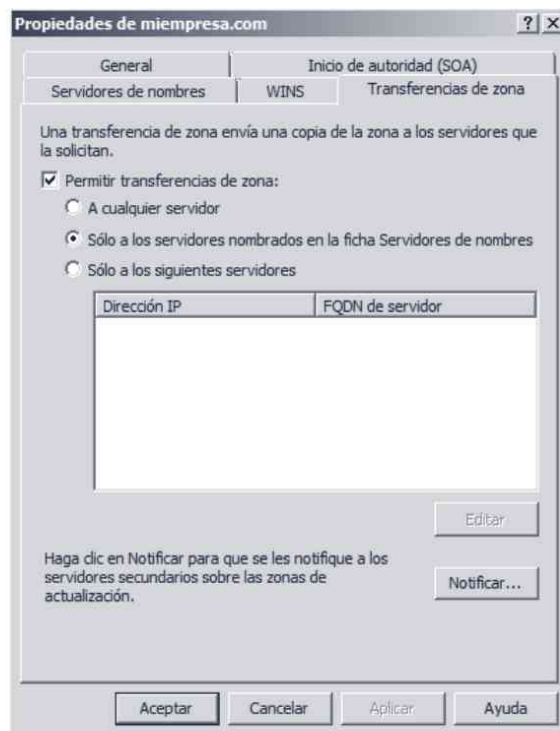 Propiedades de miempresa.com
General
Inicio de autoridad (SOA)
Servidores de nombres
WINS
Transferencias de zona
Una transferencia de zona envía una copia de la zona a los servidores que
la solicitan.
Permitir transferencias de zona:
A cualquier servidor
Sólo a los servidores nombrados en la ficha Servidores de nombres
Sólo a los siguientes servidores
Dirección IP
FQDN de servidor
Editar
Haga clic en Notificar para que se les notifique a los
servidores secundarios sobre las zonas de
actualización.
Notificar...
Aceptar
Cancelar
Aplicar
Ayuda